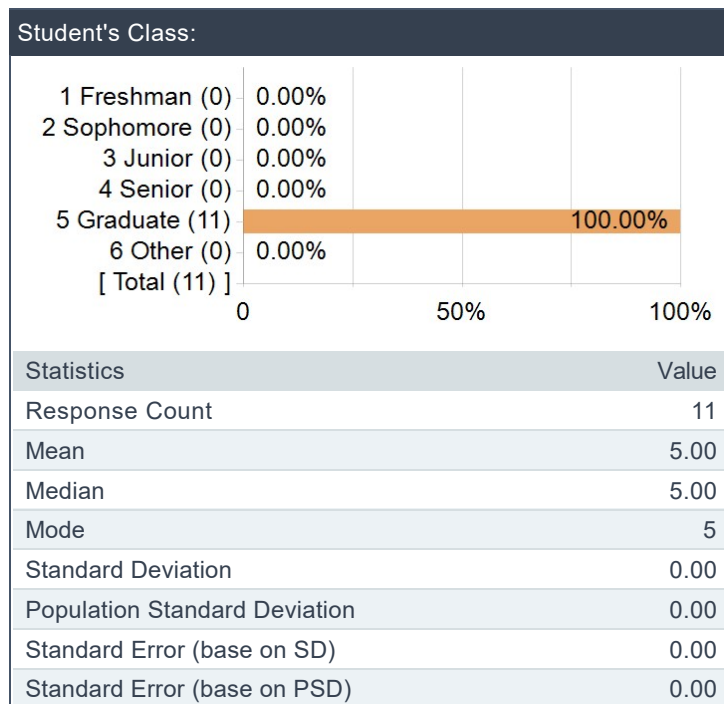 Student's Class:
1 Freshman (0) 0.00%
2 Sophomore (0) 0.00%
3 Junior (0) 0.00%
4 Senior (0) 0.00%
5 Graduate (11) 100.00%
6 Other (0) 0.00%
[ Total (11) ]
0 50% 100%
Statistics Value
Response Count 11
Mean 5.00
Median 5.00
Mode 5
Standard Deviation 0.00
Population Standard Deviation 0.00
Standard Error (base on SD) 0.00
Standard Error (base on PSD) 0.00